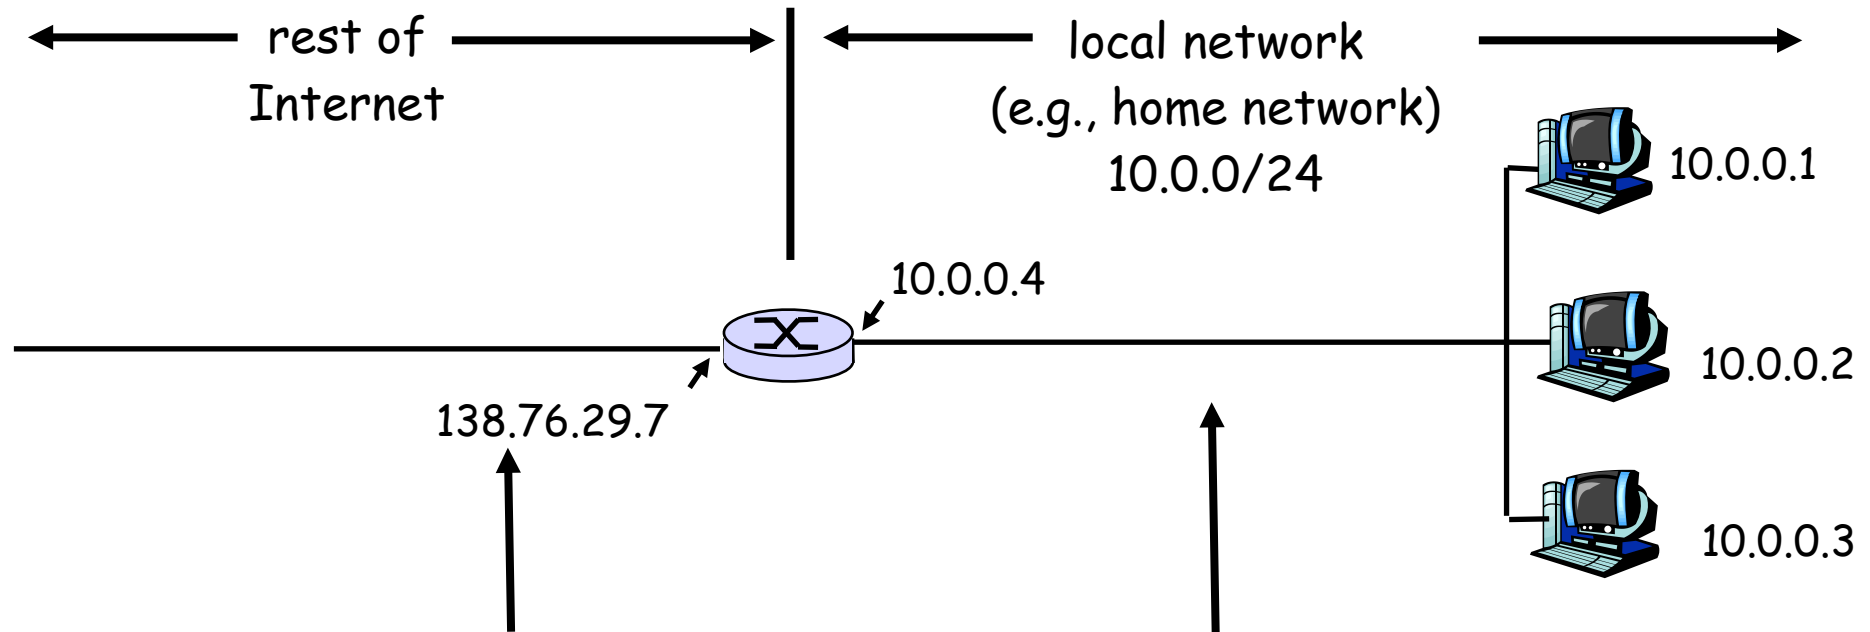 rest of
Internet
local network
(e.g., home network)
10.0.0/24
10.0.0.1
10.0.0.4
10.0.0.2
138.76.29.7
10.0.0.3